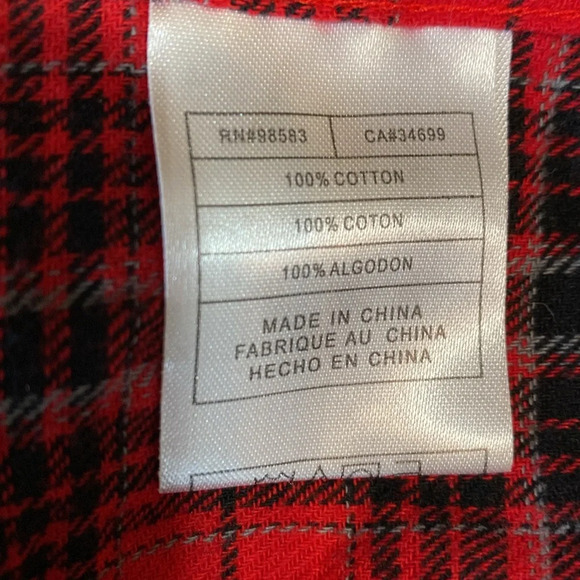 RN#98583 CA#34699
100% COTTON
100% COTON
100% ALGODON
MADE IN CHINA
FABRIQUE AU CHINA
HECHO EN CHINA